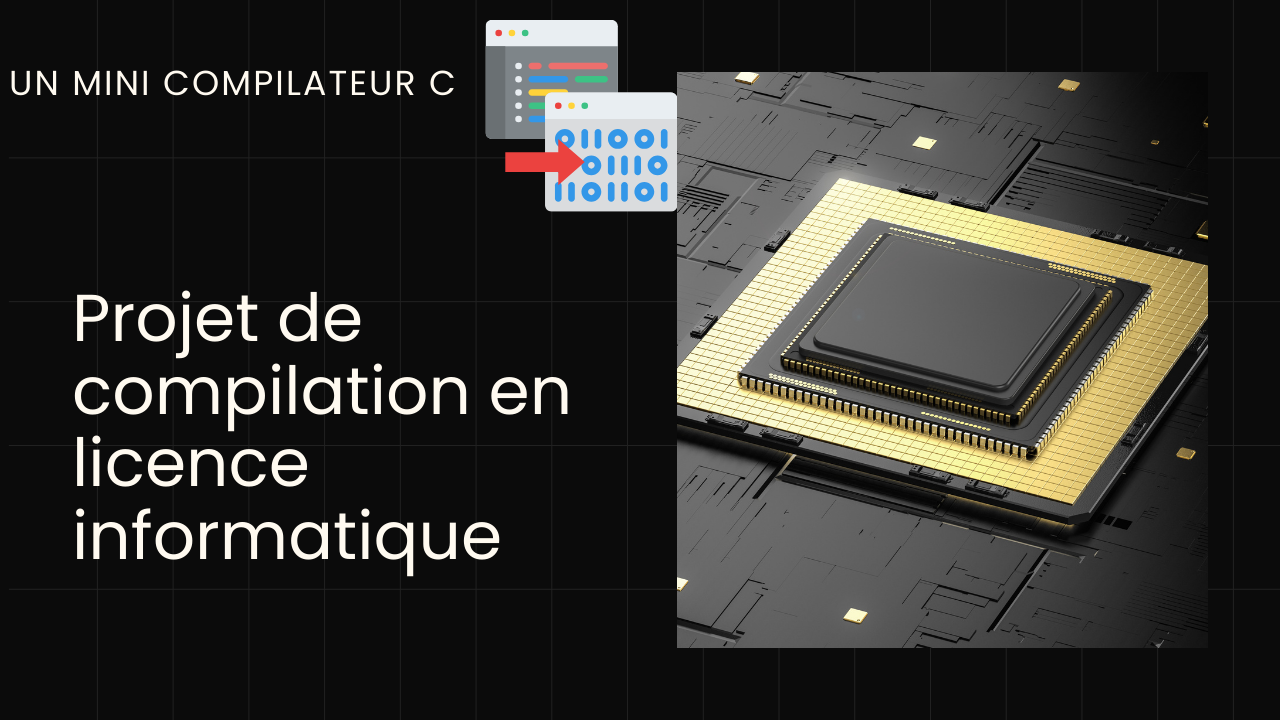 UN MINI COMPILATEUR C
Projet de
compilation en
licence
informatique